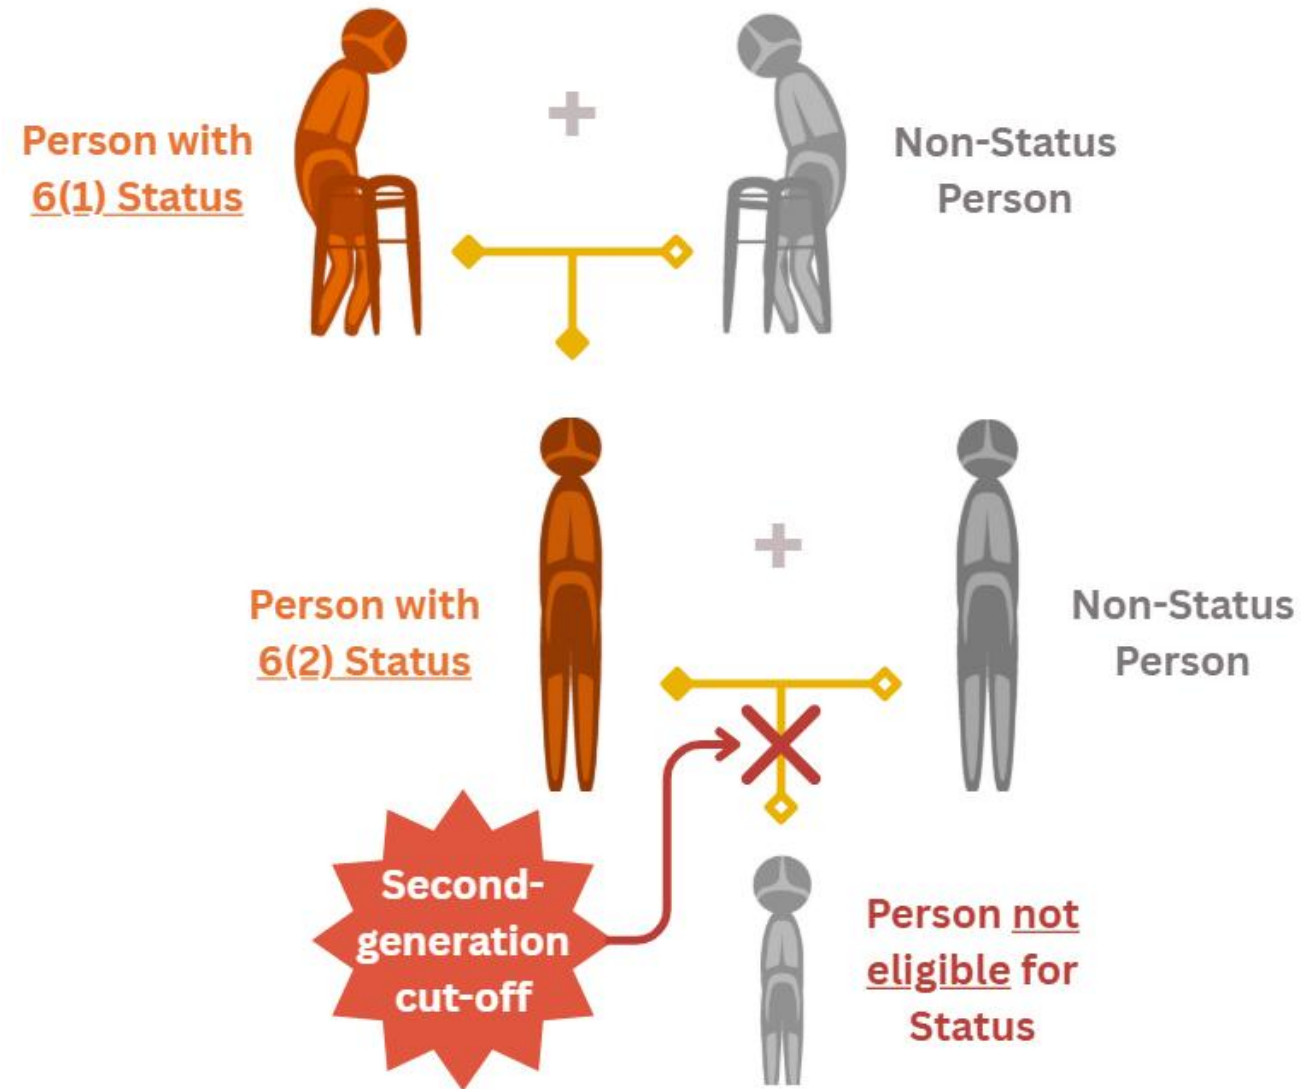 Person with
6(1) Status
Non-Status
Person
Person with
6(2) Status
Non-Status
Person
Second-
generation
cut-off
Person not
eligible for
Status